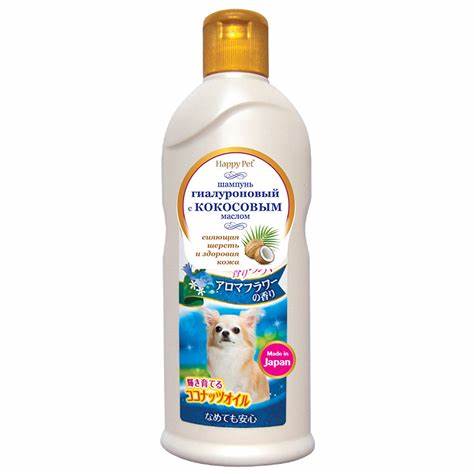 Happy Pet
шампунь
гиалуроновый
с КОКОСОВЫМ
маслом
сияющая
шерсть
и здоровая
кожа
アロマフラワー
の香り
Made in
Japan
輝き育てる
ココナッツオイル
なめても安心